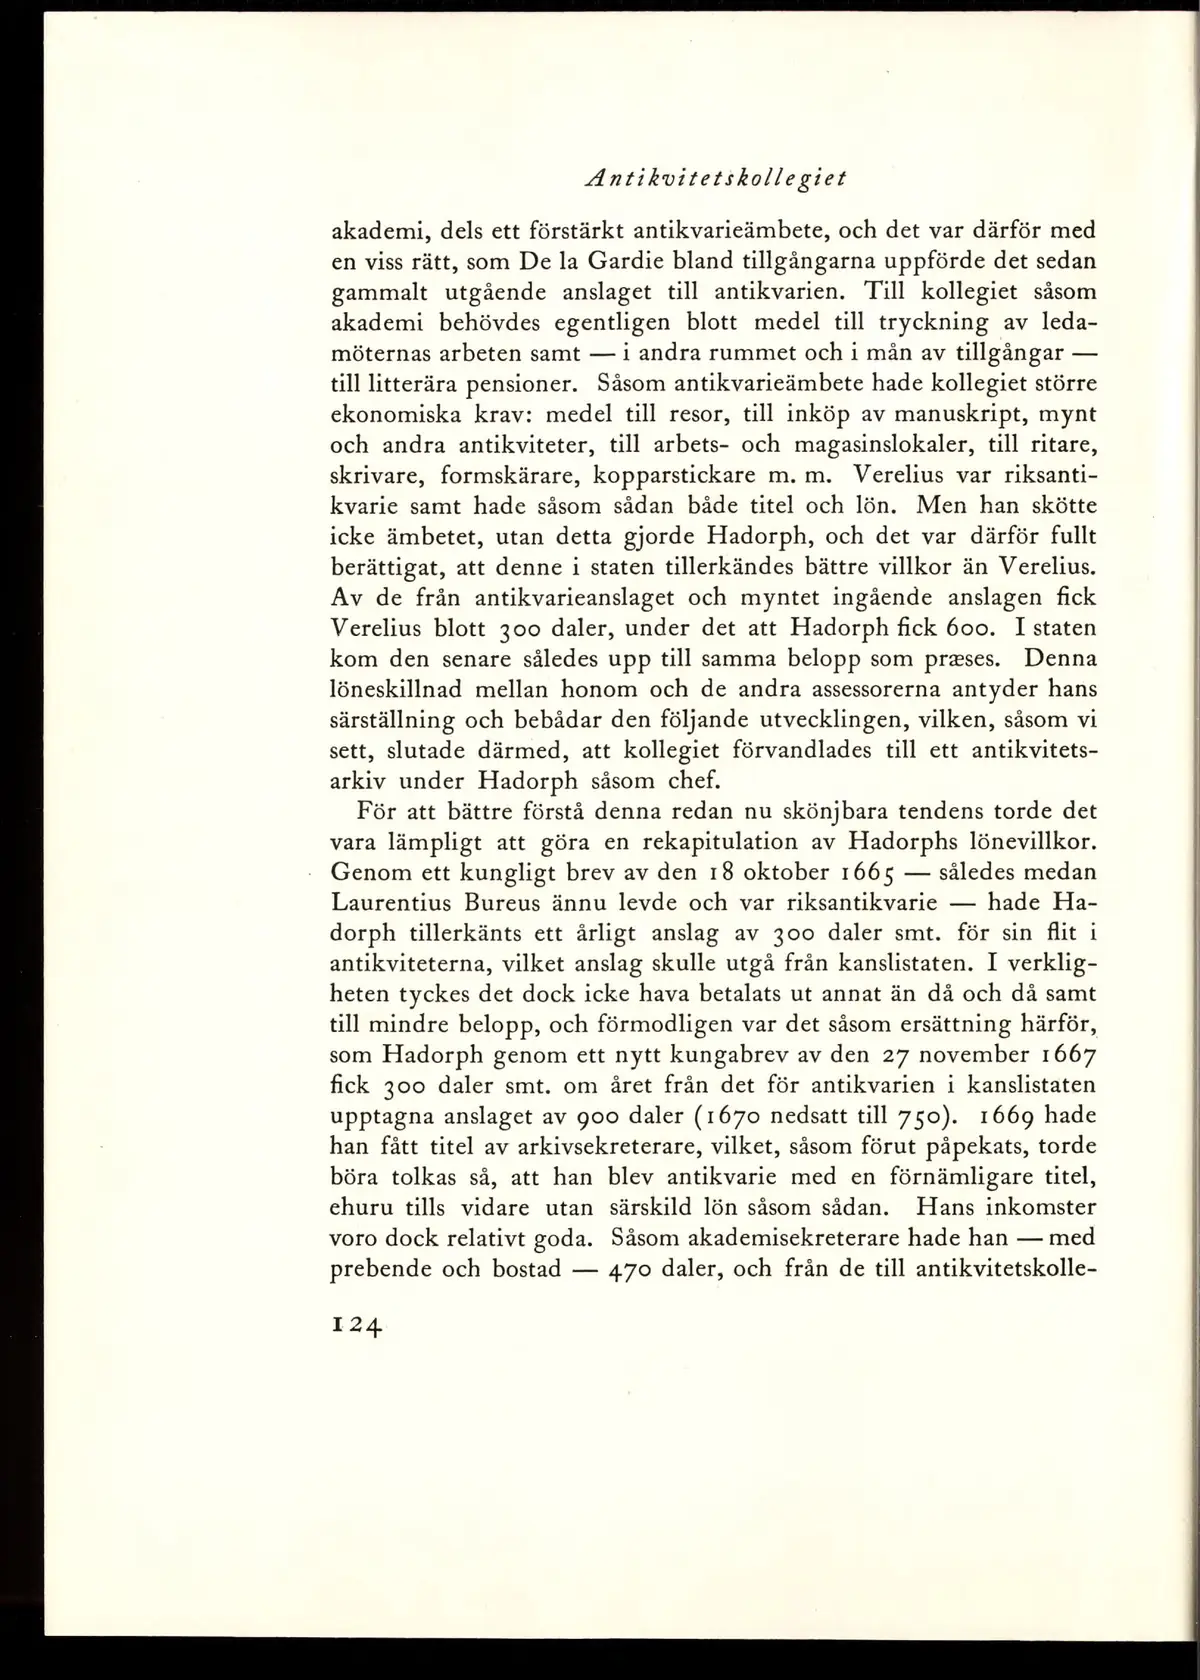 Antikvitetskollegiet
akademi, dels ett förstärkt antikvarieämbete, och det var därför med
en viss rätt, som De la Gardie bland tillgångarna uppförde det sedan
gammalt utgående anslaget till antikvarien. Till kollegiet såsom
akademi behövdes egentligen blott medel till tryckning av leda-
möternas arbeten samt — i andra rummet och i mån av tillgångar —
till litterära pensioner. Såsom antikvarieämbete hade kollegiet större
ekonomiska krav: medel till resor, till inköp av manuskript, mynt
och andra antikviteter, till arbets- och magasinslokaler, till ritare,
skrivare, formskärare, kopparstickare m. m. Verelius var riksanti-
kvarie samt hade såsom sådan både titel och lön. Men han skötte
icke ämbetet, utan detta gjorde Hadorph, och det var därför fullt
berättigat, att denne i staten tillerkändes bättre villkor än Verelius.
Av de från antikvarieanslaget och myntet ingående anslagen fick
Verelius blott 300 daler, under det att Hadorph fick 600. I staten
kom den senare således upp till samma belopp som præses. Denna
löneskillnad mellan honom och de andra assessorerna antyder hans
särställning och bebådar den följande utvecklingen, vilken, såsom vi
sett, slutade därmed, att kollegiet förvandlades till ett antikvitets-
arkiv under Hadorph såsom chef.
För att bättre förstå denna redan nu skönjbara tendens torde det
vara lämpligt att göra en rekapitulation av Hadorphs lönevillkor.
Genom ett kungligt brev av den 18 oktober 1665 — således medan
Laurentius Bureus ännu levde och var riksantikvarie — hade Ha-
dorph tillerkänts ett årligt anslag av 300 daler smt. för sin flit i
antikviteterna, vilket anslag skulle utgå från kanslistaten. I verklig-
heten tyckes det dock icke hava betalats ut annat än då och då samt
till mindre belopp, och förmodligen var det såsom ersättning härför,
som Hadorph genom ett nytt kungabrev av den 27 november 1667
fick 300 daler smt. om året från det för antikvarien i kanslistaten
upptagna anslaget av 900 daler (1670 nedsatt till 750). 1669 hade
han fått titel av arkivsekreterare, vilket, såsom förut påpekats, torde
böra tolkas så, att han blev antikvarie med en förnämligare titel,
ehuru tills vidare utan särskild lön såsom sådan. Hans inkomster
voro dock relativt goda. Såsom akademisekreterare hade han — med
prebende och bostad — 470 daler, och från de till antikvitetskolle-
124